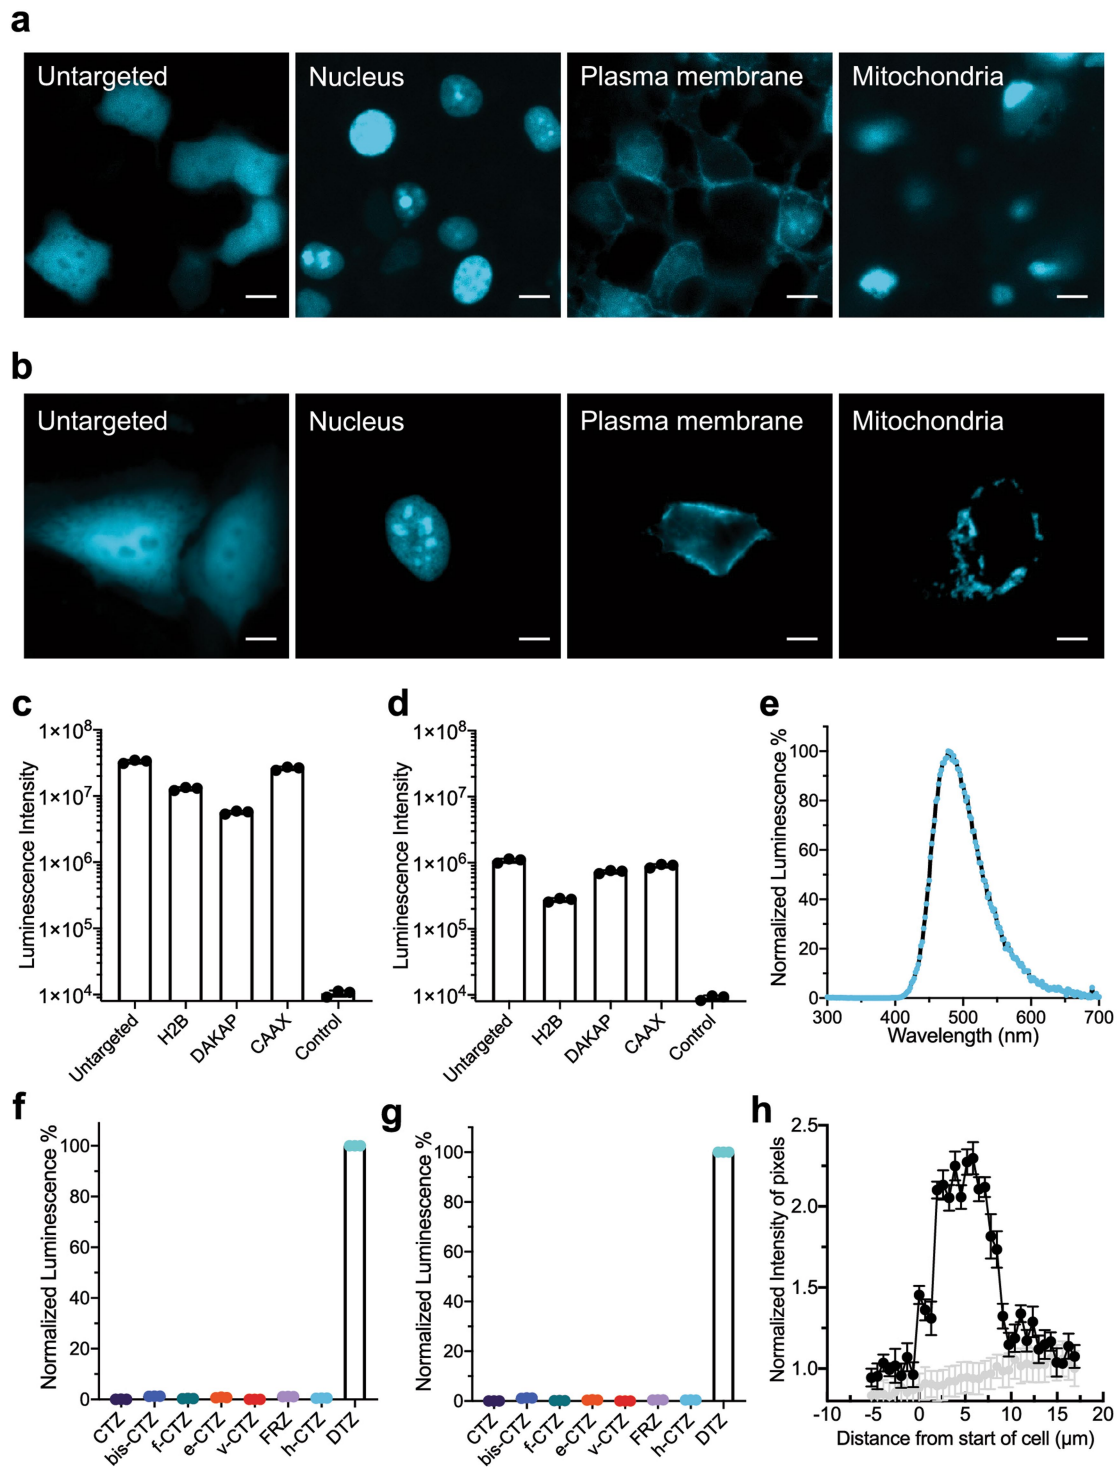 a
Untargeted
Nucleus
Plasma membrane
Mitochondria
b
Untargeted
Nucleus
Plasma membrane
Mitochondria
c
Luminescence Intensity
1×10⁸
1×10⁷
1×10⁶
1×10⁵
1×10⁴
Untargeted
H2B
DAKAP
CAAX
Control
d
Luminescence Intensity
1×10⁸
1×10⁷
1×10⁶
1×10⁵
1×10⁴
Untargeted
H2B
DAKAP
CAAX
Control
e
Normalized Luminescence %
100
80
60
40
20
0
300
400
500
600
700
Wavelength (nm)
f
Normalized Luminescence %
100
80
60
40
20
0
CTZ
bis-CTZ
f-CTZ
e-CTZ
v-CTZ
FRZ
h-CTZ
DTZ
g
Normalized Luminescence %
100
80
60
40
20
0
CTZ
bis-CTZ
f-CTZ
e-CTZ
v-CTZ
FRZ
h-CTZ
DTZ
h
Normalized Intensity of pixels
2.5
2.0
1.5
1.0
-10
-5
0
5
10
15
20
Distance from start of cell (μm)